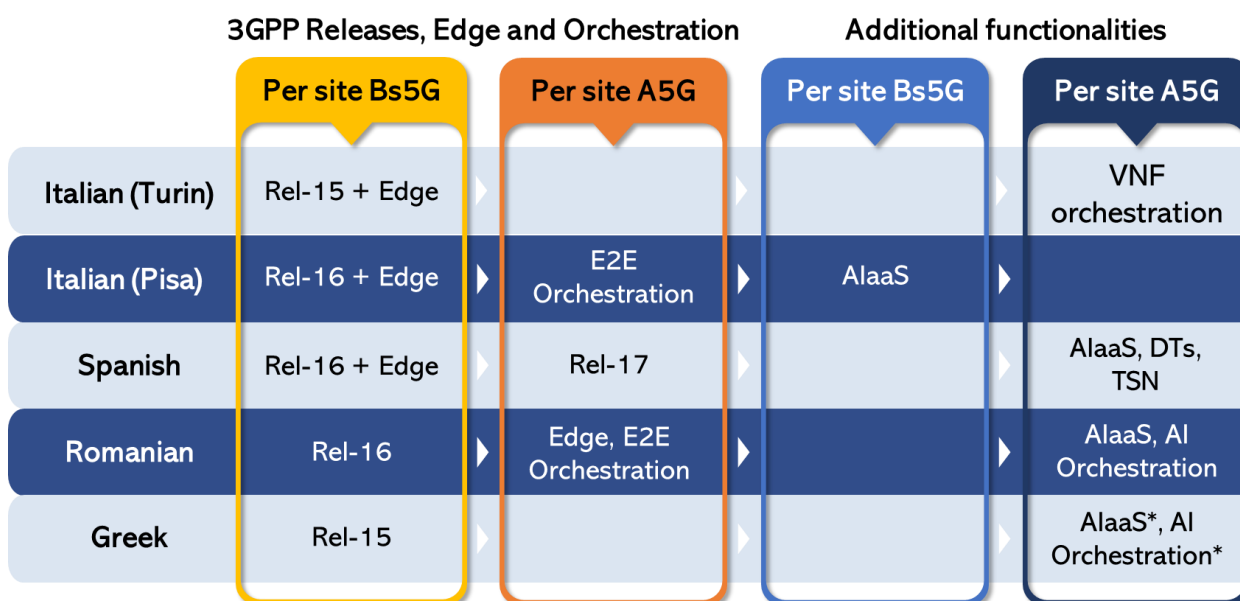 3GPP Releases, Edge and Orchestration
Additional functionalities
Per site Bs5G
Per site A5G
Per site Bs5G
Per site A5G
Italian (Turin)
Rel-15 + Edge
VNF
orchestration
Italian (Pisa)
Rel-16 + Edge
E2E
Orchestration
AIaaS
Spanish
Rel-16 + Edge
Rel-17
AIaaS, DTs,
TSN
Romanian
Rel-16
Edge, E2E
Orchestration
AIaaS, AI
Orchestration
Greek
Rel-15
AIaaS*, AI
Orchestration*